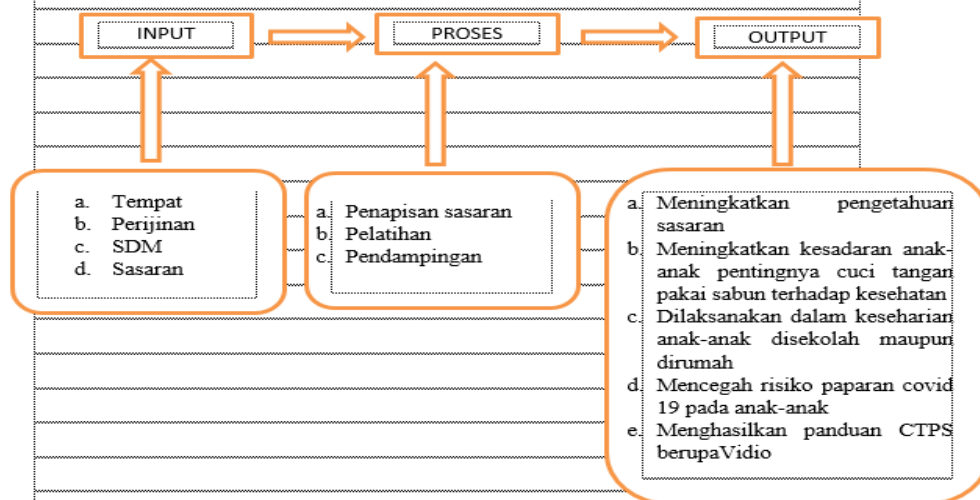 INPUT
PROSES
OUTPUT
a. Tempat
b. Perijinan
c. SDM
d. Sasaran
a. Penapisan sasaran
b. Pelatihan
c. Pendampingan
a. Meningkatkan pengetahuan
sasaran
b. Meningkatkan kesadaran anak-
anak pentingnya cuci tangan
pakai sabun terhadap kesehatan
c. Dilaksanakan dalam keseharian
anak-anak disekolah maupun
dirumah
d. Mencegah risiko paparan covid
19 pada anak-anak
e. Menghasilkan panduan CTPS
berupaVidio